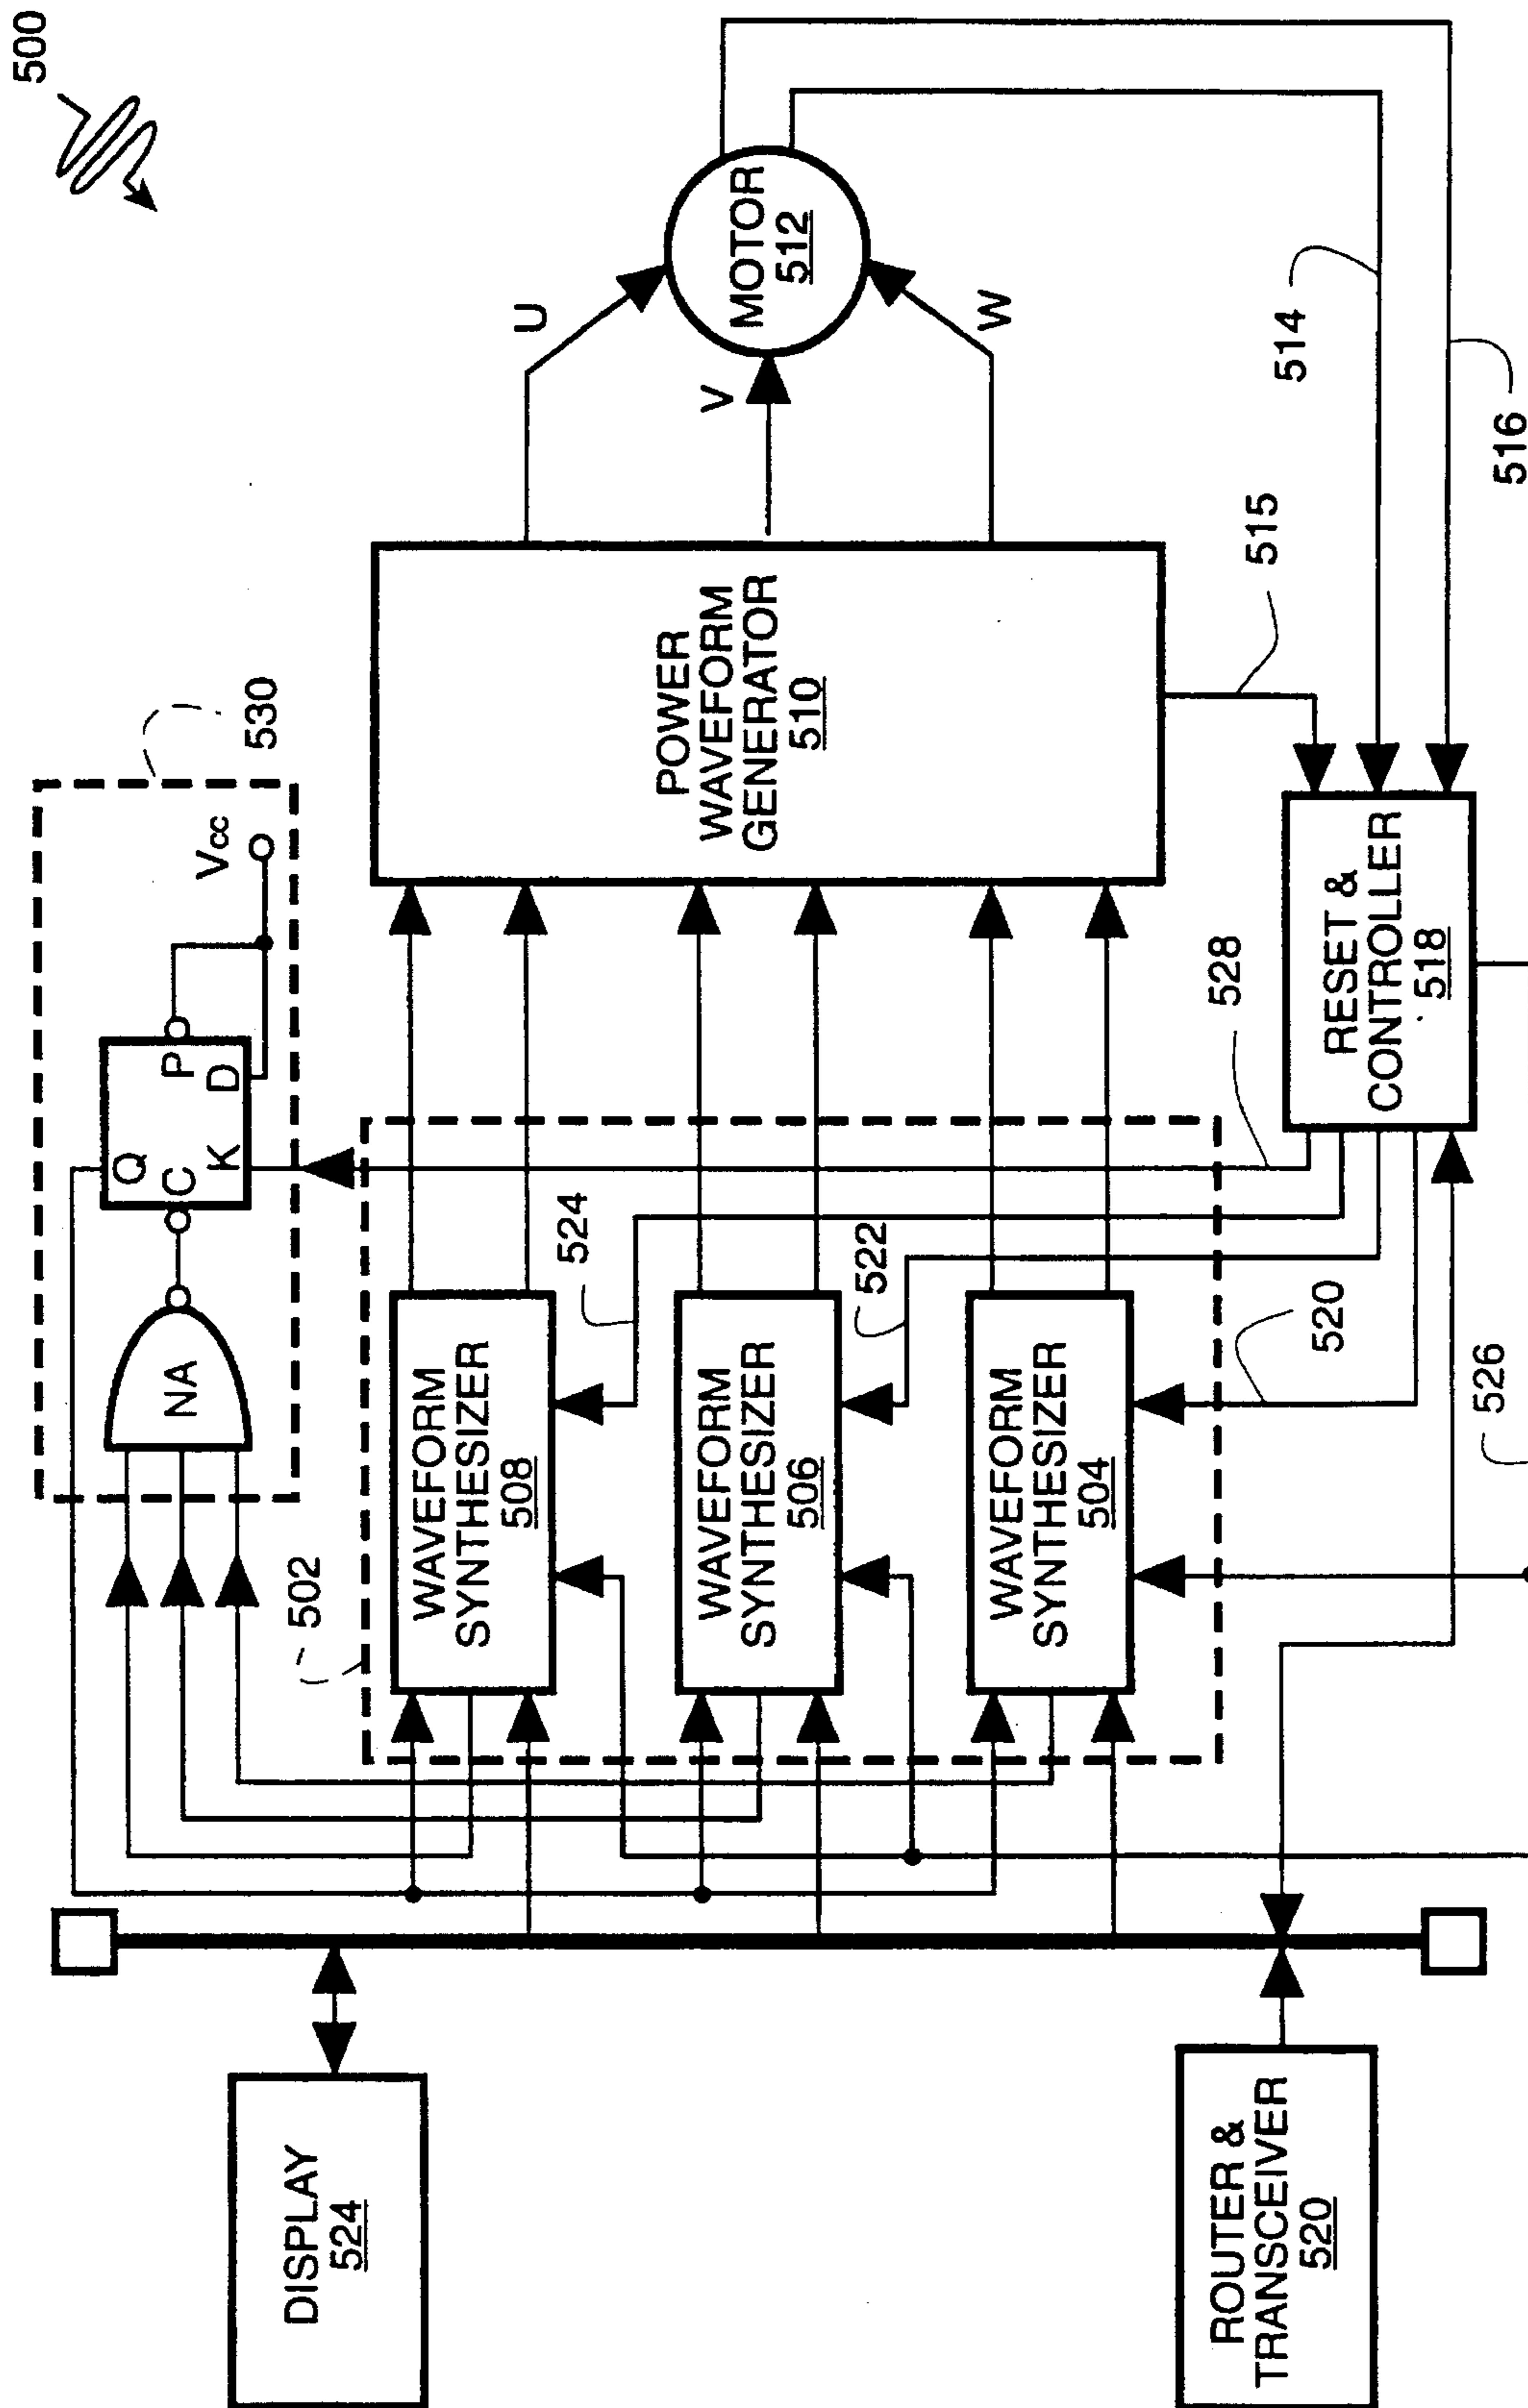 500
530
Vcc
Q
P
C
K
D
NA
502
WAVEFORM
SYNTHESIZER
508
524
WAVEFORM
SYNTHESIZER
506
522
WAVEFORM
SYNTHESIZER
504
520
526
528
POWER
WAVEFORM
GENERATOR
510
U
V
W
MOTOR
512
514
515
516
RESET &
CONTROLLER
518
DISPLAY
524
ROUTER &
TRANSCEIVER
520